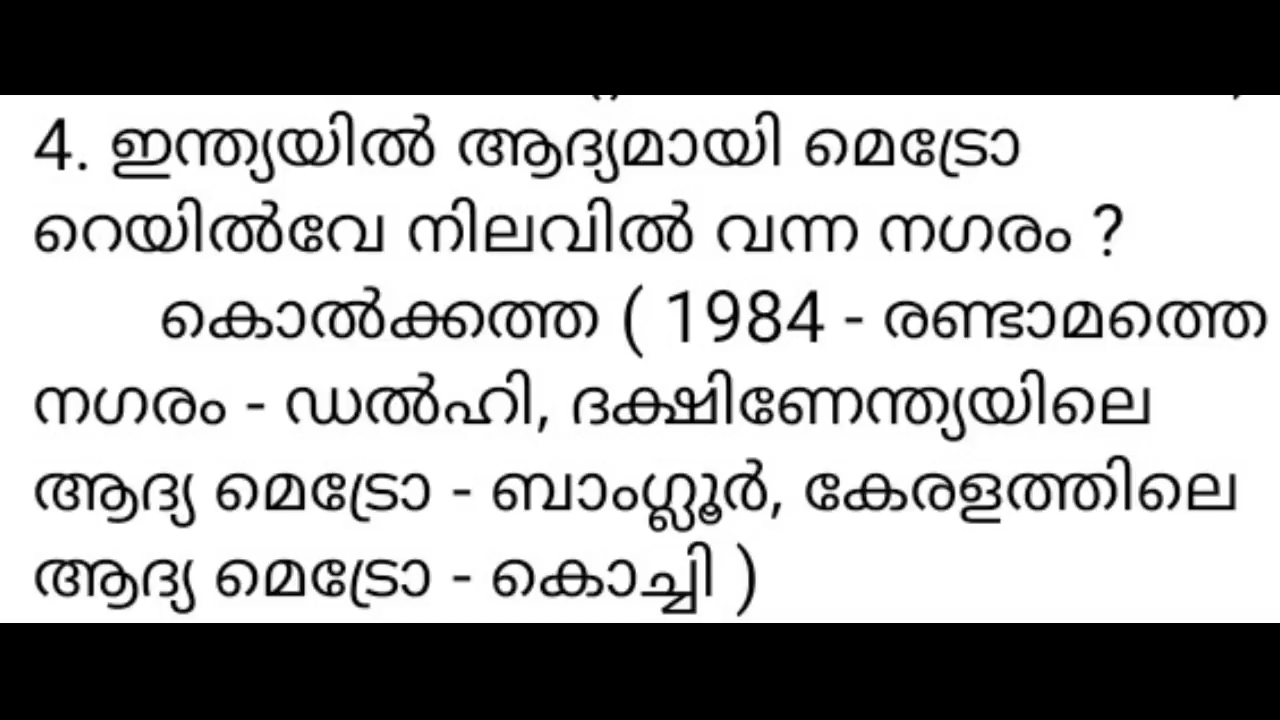 4. ഇന്ത്യയിൽ ആദ്യമായി മെട്രോ
റെയിൽവേ നിലവിൽ വന്ന നഗരം ?
കൊൽക്കത്ത ( 1984 - രണ്ടാമത്തെ
നഗരം - ഡൽഹി, ദക്ഷിണേന്ത്യയിലെ
ആദ്യ മെട്രോ - ബാംഗ്ലൂർ, കേരളത്തിലെ
ആദ്യ മെട്രോ - കൊച്ചി )